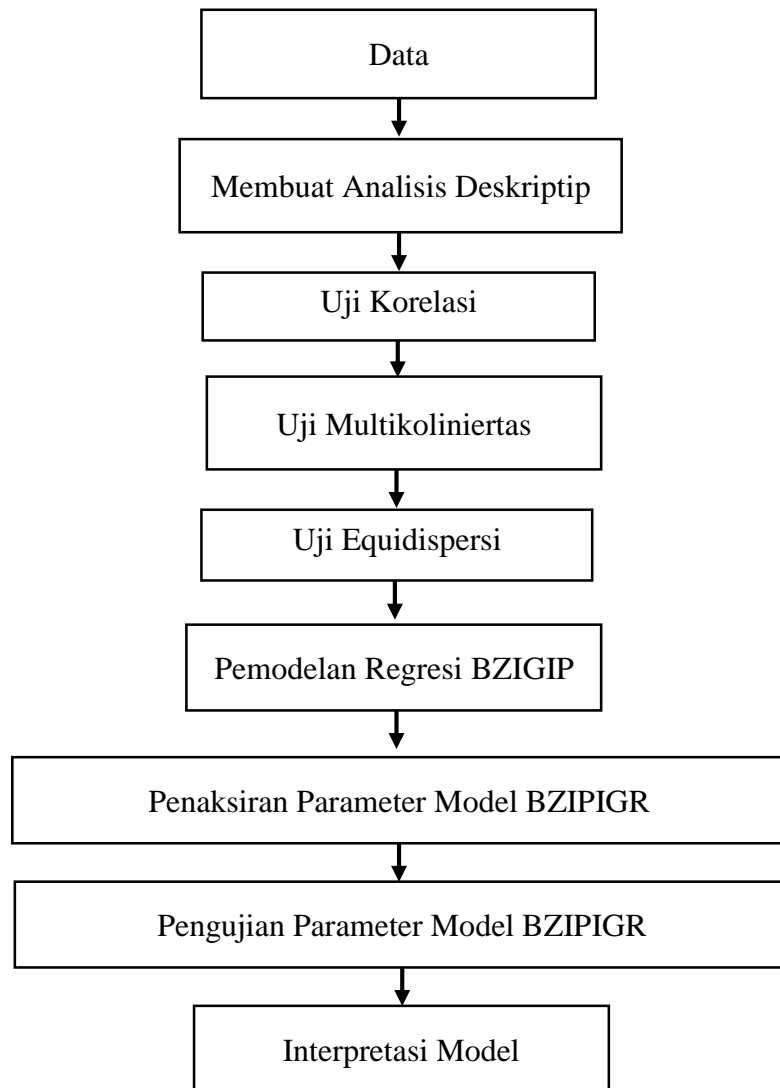 Data
Membuat Analisis Deskriptip
Uji Korelasi
Uji Multikoliniertas
Uji Equidispersi
Pemodelan Regresi BZIGIP
Penaksiran Parameter Model BZIPIGR
Pengujian Parameter Model BZIPIGR
Interpretasi Model